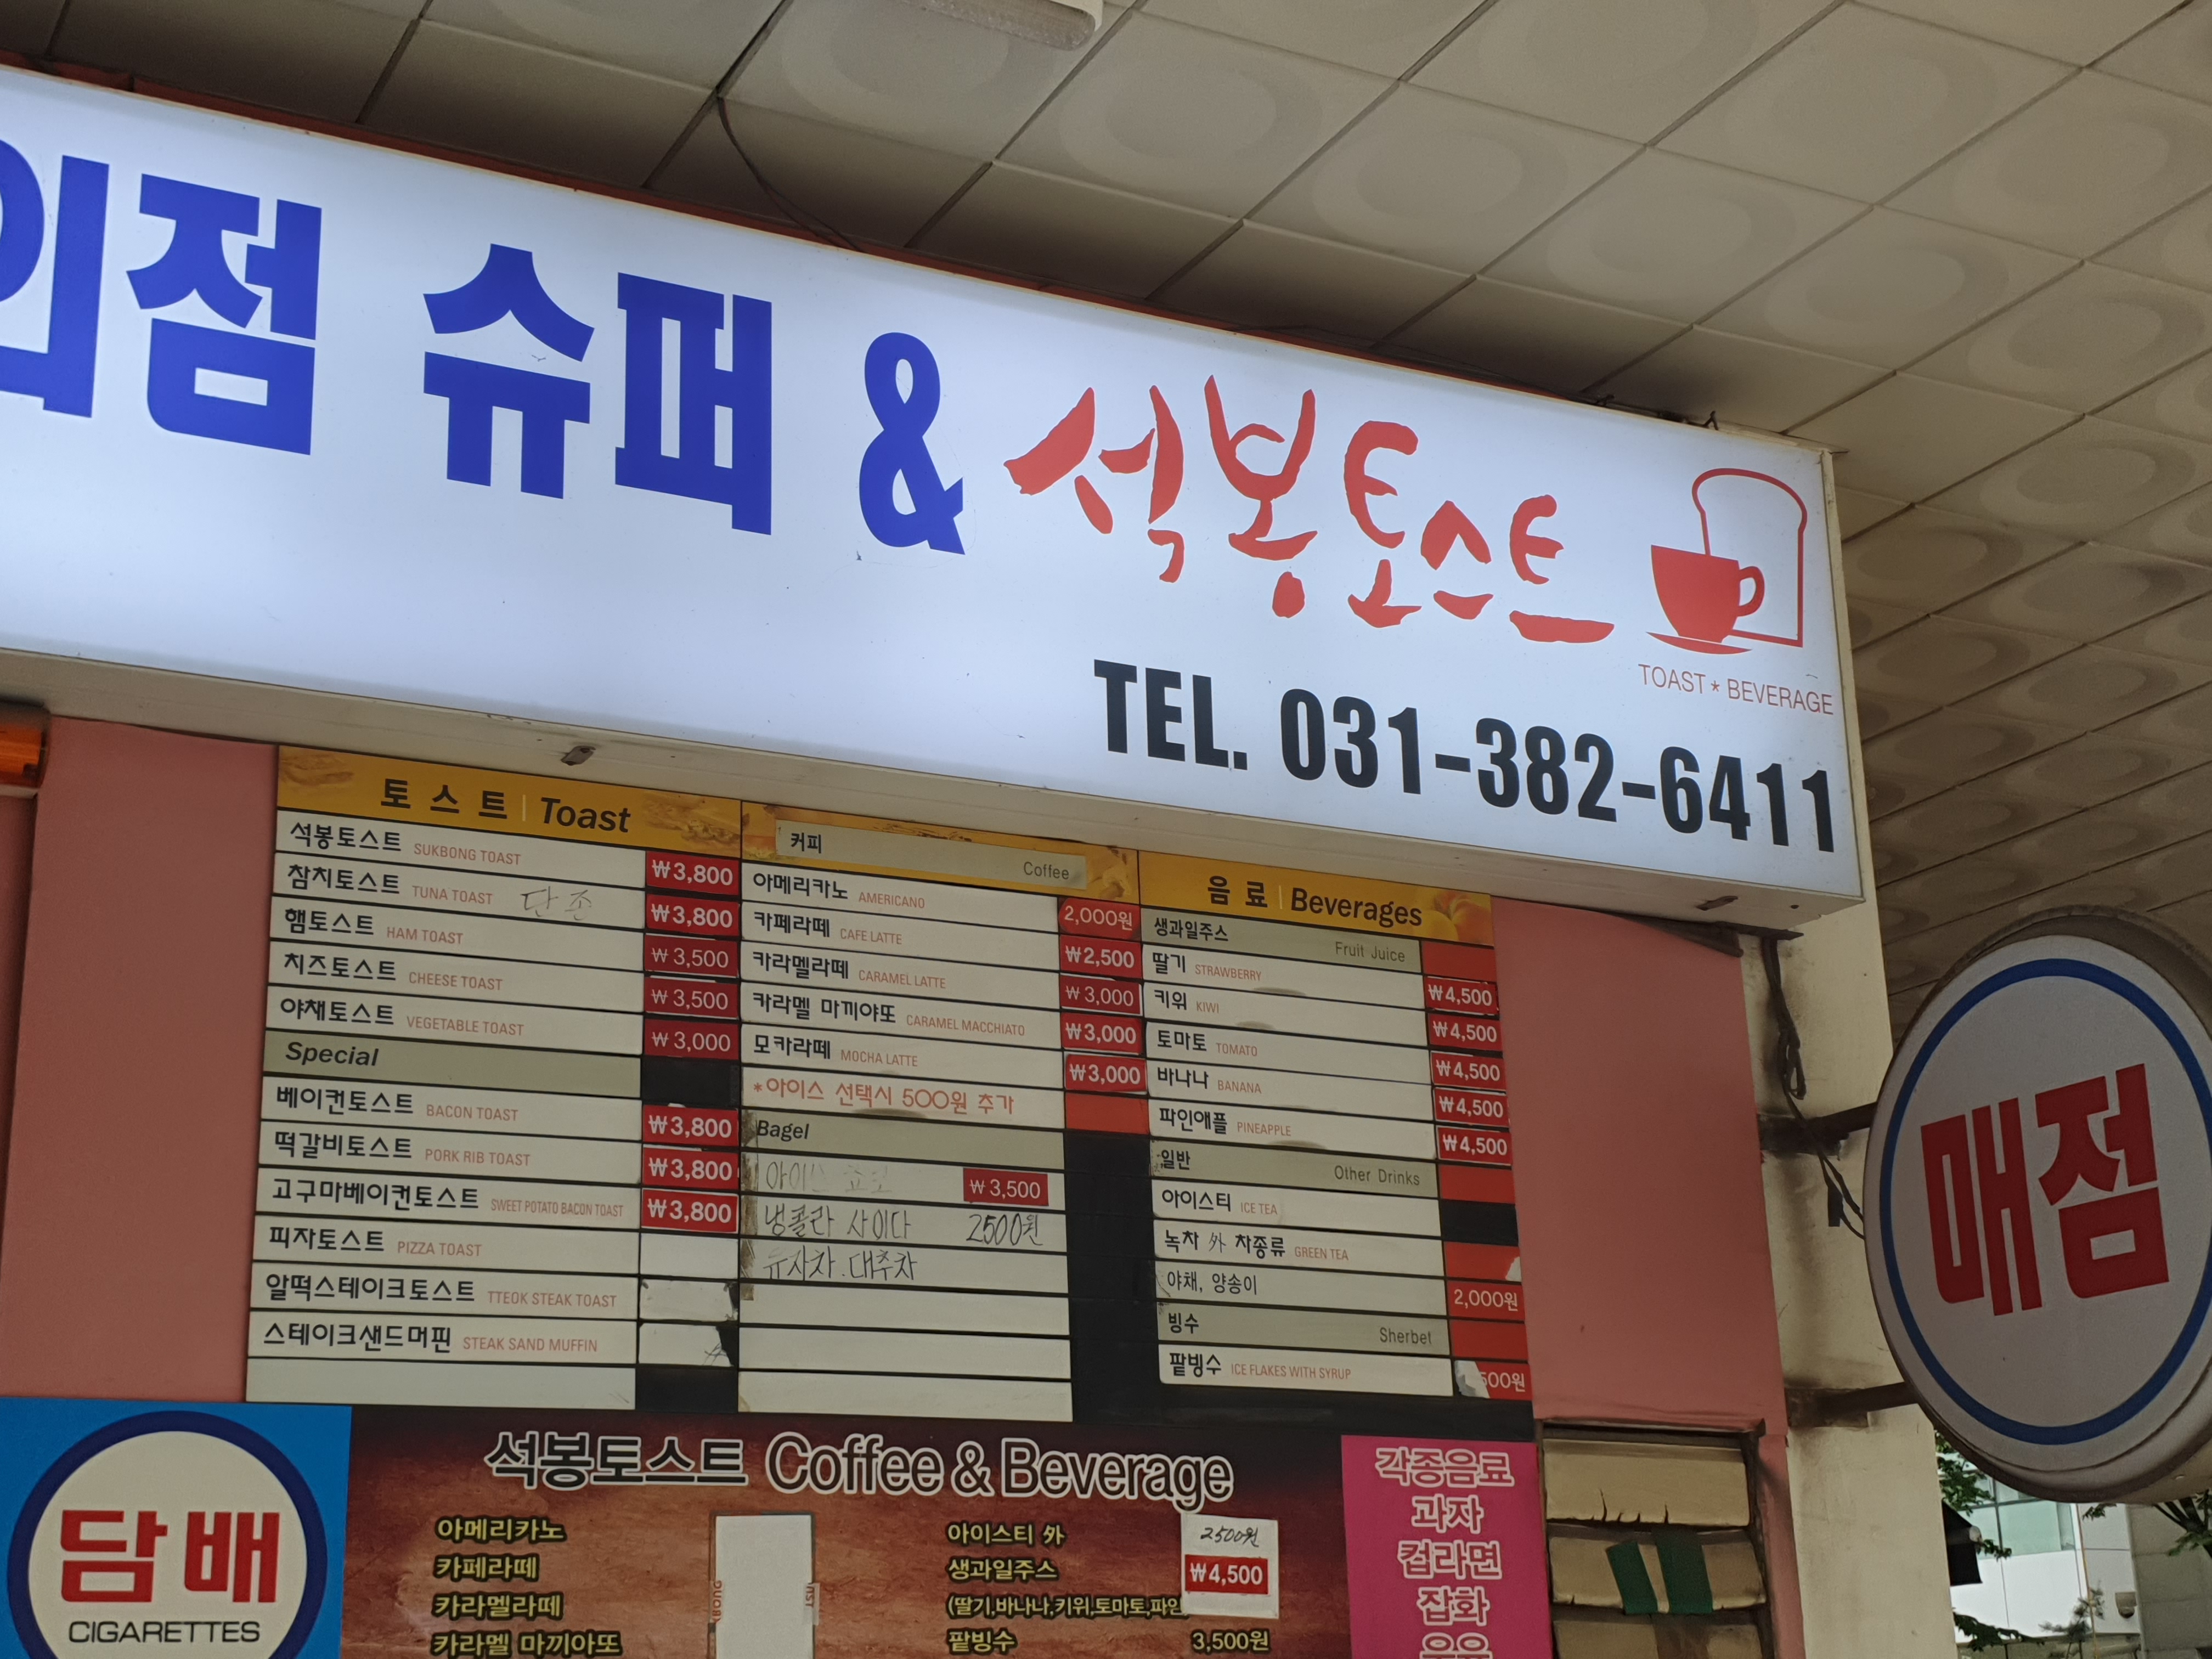 의점 슈퍼 & 석봉토스트
TOAST * BEVERAGE
TEL. 031-382-6411
토스트 | Toast
석봉토스트 SUKBONG TOAST ₩3,800
참치토스트 TUNA TOAST 단종 ₩3,800
햄토스트 HAM TOAST ₩3,500
치즈토스트 CHEESE TOAST ₩3,500
야채토스트 VEGETABLE TOAST ₩3,000
Special
베이컨토스트 BACON TOAST ₩3,800
떡갈비토스트 PORK RIB TOAST ₩3,800
고구마베이컨토스트 SWEET POTATO BACON TOAST ₩3,800
피자토스트 PIZZA TOAST
알떡스테이크토스트 TTEOK STEAK TOAST
스테이크샌드머핀 STEAK SAND MUFFIN
커피 Coffee
아메리카노 AMERICANO 2,000원
카페라떼 CAFE LATTE ₩2,500
카라멜라떼 CARAMEL LATTE ₩3,000
카라멜 마끼야또 CARAMEL MACCHIATO ₩3,000
모카라떼 MOCHA LATTE ₩3,000
*아이스 선택시 500원 추가
Bagel
₩3,500
냉콜라 사이다 2500원
유자차.대추차
음료 | Beverages
생과일주스 Fruit Juice
딸기 STRAWBERRY ₩4,500
키위 KIWI ₩4,500
토마토 TOMATO ₩4,500
바나나 BANANA ₩4,500
파인애플 PINEAPPLE ₩4,500
일반 Other Drinks
아이스티 ICE TEA
녹차 外 차종류 GREEN TEA
야채, 양송이 2,000원
빙수 Sherbet
팥빙수 ICE FLAKES WITH SYRUP 500원
매점
담배
CIGARETTES
석봉토스트 Coffee & Beverage
아메리카노
카페라떼
카라멜라떼
카라멜 마끼아또
아이스티 外 2500원
생과일주스 ₩4,500
(딸기,바나나,키위,토마토,파인
팥빙수 3,500원
각종음료
과자
컵라면
잡화